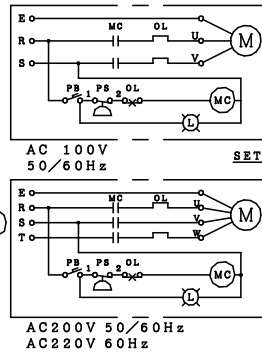 E
MC OL
R U M
S V
PB 1 PS 2 OL MC
L
AC 100V
50/60Hz
SET
E
MC OL
R U
S V M
T W
PB 1 PS 2 OL MC
L
AC200V 50/60Hz
AC220V 60Hz